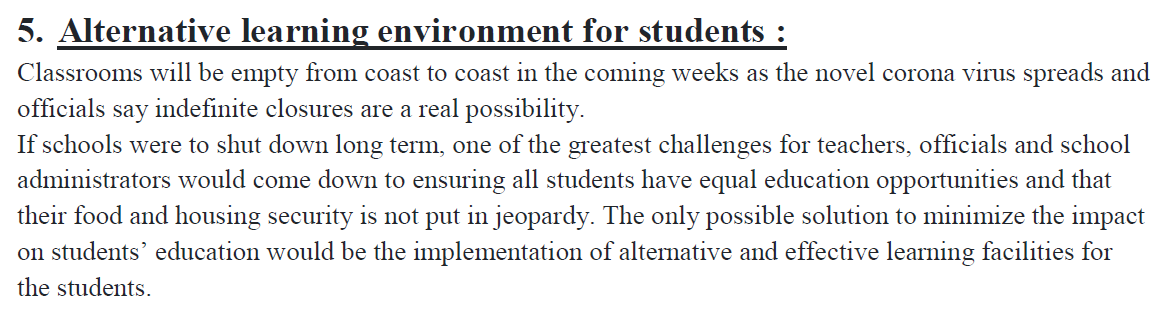 5. Alternative learning environment for students :
Classrooms will be empty from coast to coast in the coming weeks as the novel corona virus spreads and
officials say indefinite closures are a real possibility.
If schools were to shut down long term, one of the greatest challenges for teachers, officials and school
administrators would come down to ensuring all students have equal education opportunities and that
their food and housing security is not put in jeopardy. The only possible solution to minimize the impact
on students’ education would be the implementation of alternative and effective learning facilities for
the students.